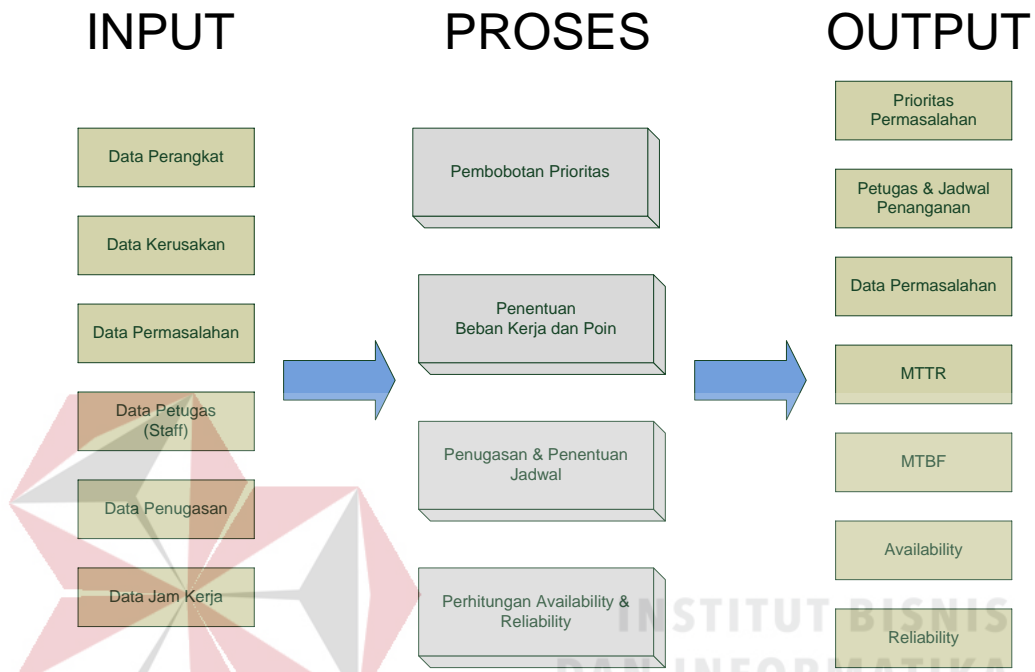 INPUT
PROSES
OUTPUT
Data Perangkat
Data Kerusakan
Data Permasalahan
Data Petugas
(Staff)
Data Penugasan
Data Jam Kerja
Pembobotan Prioritas
Penentuan
Beban Kerja dan Poin
Penugasan & Penentuan
Jadwal
Perhitungan Availability &
Reliability
Prioritas
Permasalahan
Petugas & Jadwal
Penanganan
Data Permasalahan
MTTR
MTBF
Availability
Reliability
INSTITUT BISNIS
DAN INFORMATIKA